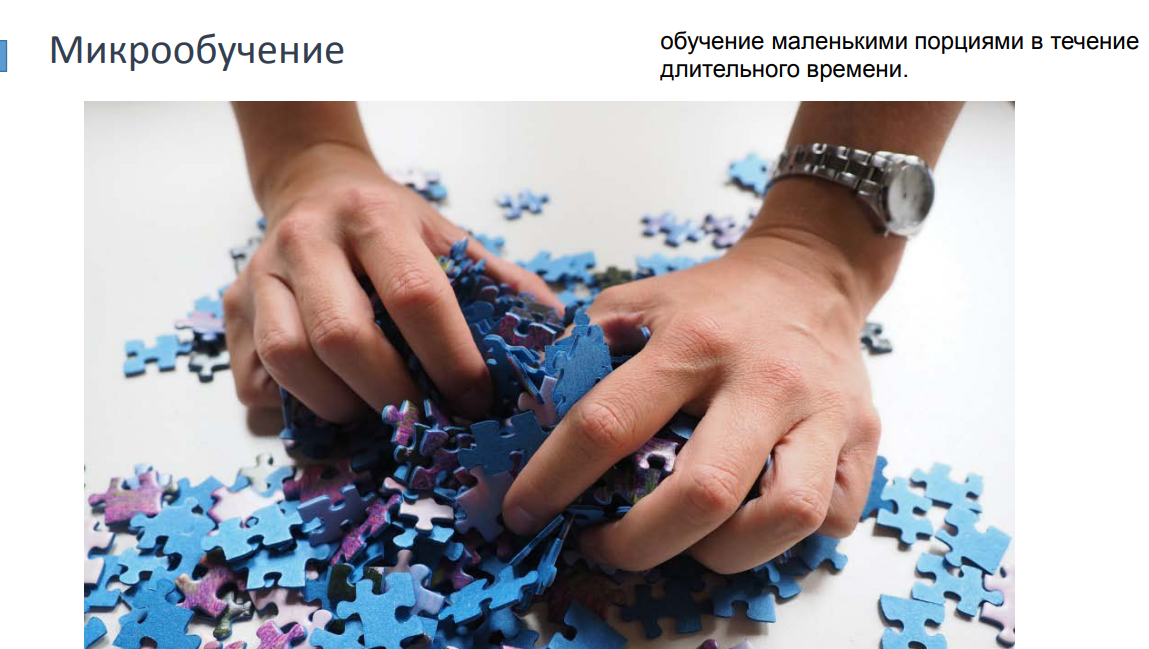 Микрообучение
обучение маленькими порциями в течение
длительного времени.